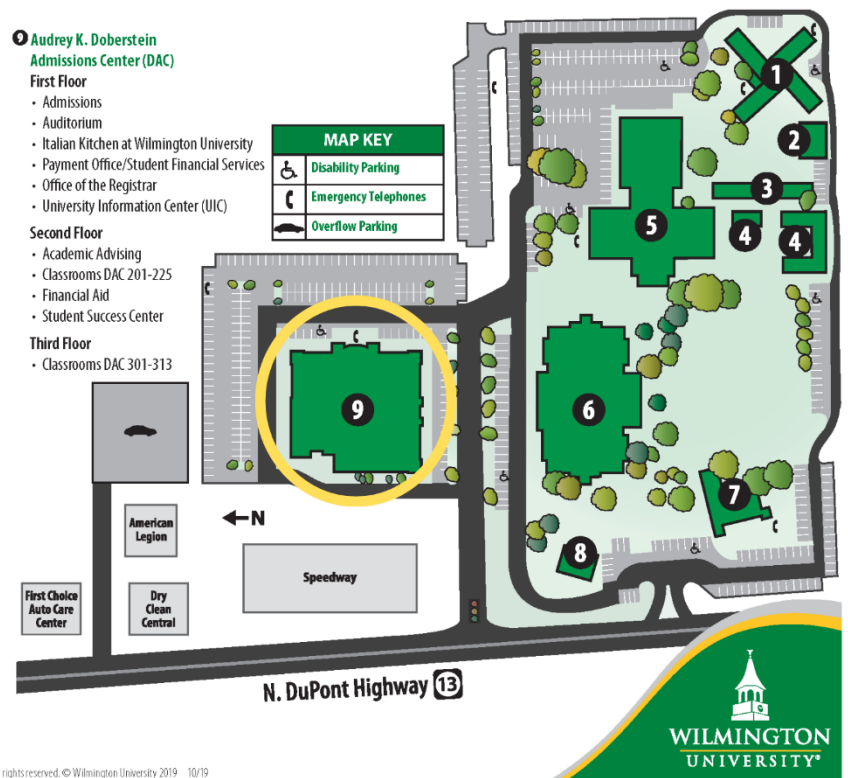 9 Audrey K. Doberstein
Admissions Center (DAC)
First Floor
• Admissions
• Auditorium
• Italian Kitchen at Wilmington University
• Payment Office/Student Financial Services
• Office of the Registrar
• University Information Center (UIC)
Second Floor
• Academic Advising
• Classrooms DAC 201-225
• Financial Aid
• Student Success Center
Third Floor
• Classrooms DAC 301-313
MAP KEY
Disability Parking
Emergency Telephones
Overflow Parking
1
2
3
4
4
5
6
7
8
9
N
American
Legion
First Choice
Auto Care
Center
Dry
Clean
Central
Speedway
N. DuPont Highway 13
WILMINGTON
UNIVERSITY®
rights reserved. © Wilmington University 2019 10/19